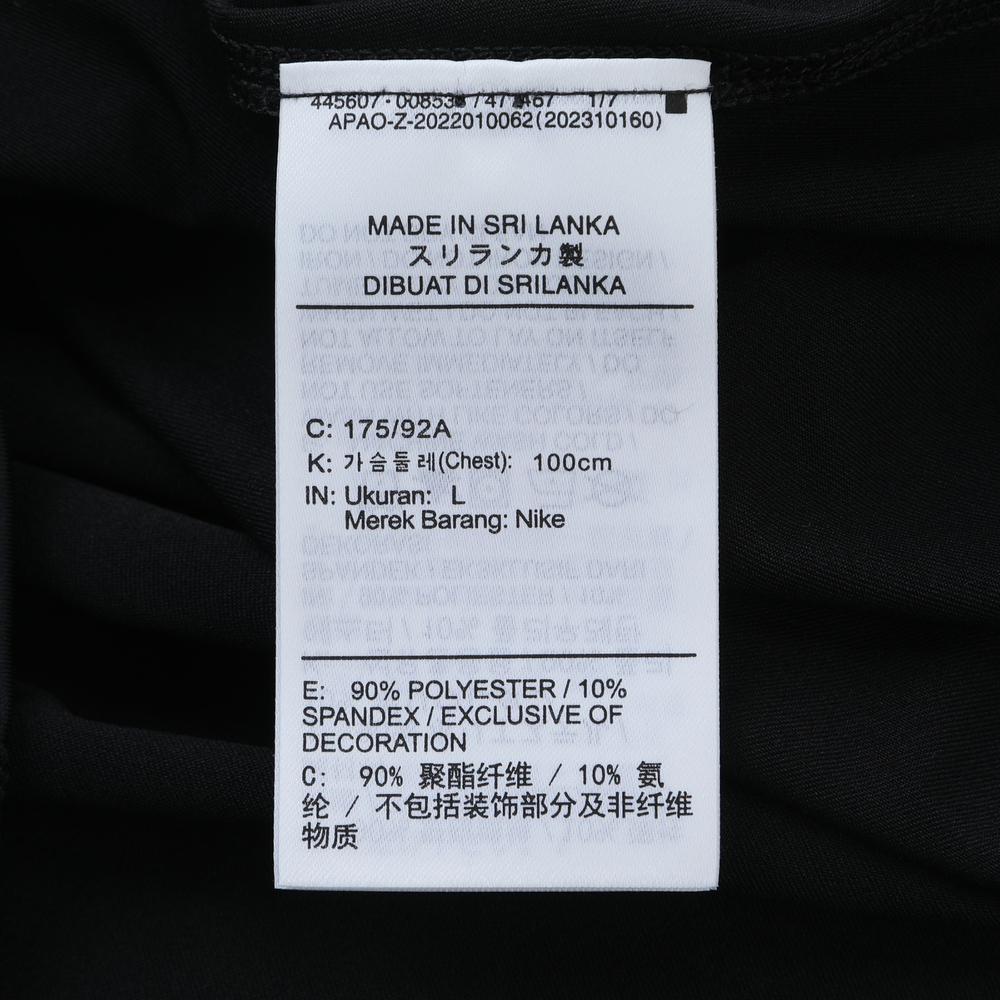 APAO-Z-2022010062(202310160)
MADE IN SRI LANKA
スリランカ製
DIBUAT DI SRILANKA
C: 175/92A
K: 가슴둘레(Chest): 100cm
IN: Ukuran: L
Merek Barang: Nike
E: 90% POLYESTER / 10%
SPANDEX / EXCLUSIVE OF
DECORATION
C: 90% 聚酯纤维 / 10% 氨
纶 / 不包括装饰部分及非纤维
物质